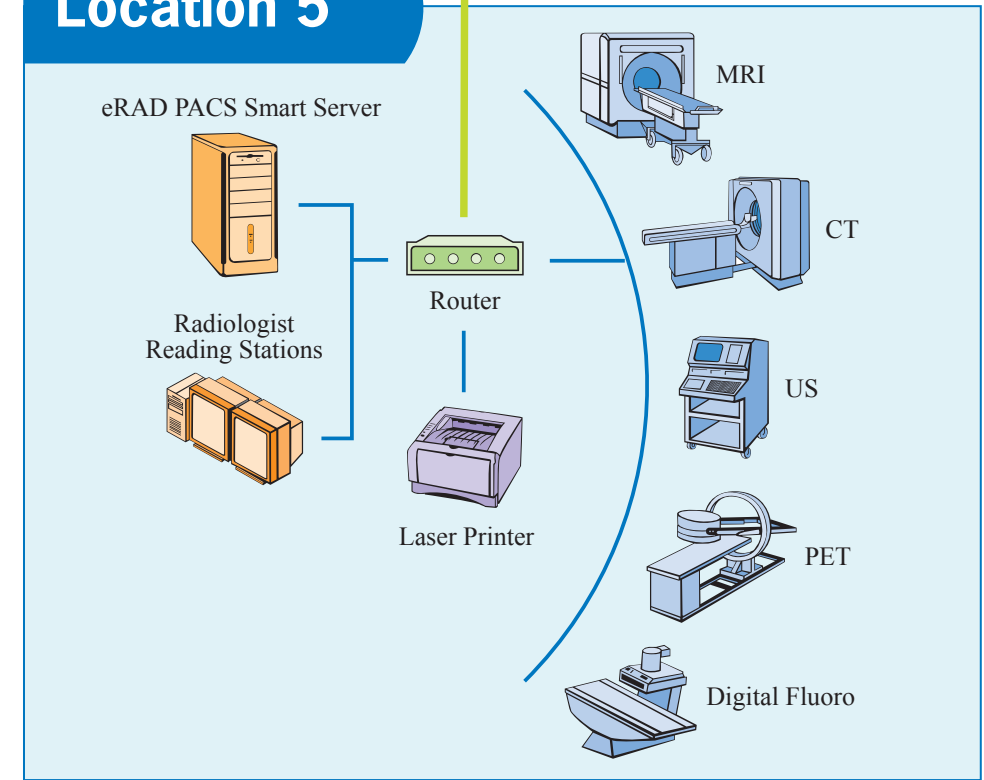 Location 5
eRAD PACS Smart Server
MRI
CT
Router
Radiologist
Reading Stations
US
Laser Printer
PET
Digital Fluoro